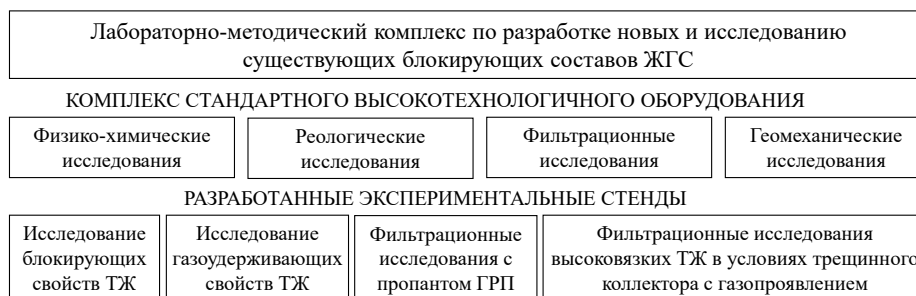 Лабораторно-методический комплекс по разработке новых и исследованию
существующих блокирующих составов ЖГС
КОМПЛЕКС СТАНДАРТНОГО ВЫСОКОТЕХНОЛОГИЧНОГО ОБОРУДОВАНИЯ
Физико-химические
исследования
Реологические
исследования
Фильтрационные
исследования
Геомеханические
исследования
РАЗРАБОТАННЫЕ ЭКСПЕРИМЕНТАЛЬНЫЕ СТЕНДЫ
Исследование
блокирующих
свойств ТЖ
Исследование
газоудерживающих
свойств ТЖ
Фильтрационные
исследования с
пропантом ГРП
Фильтрационные исследования
высоковязких ТЖ в условиях трещинного
коллектора с газопроявлением